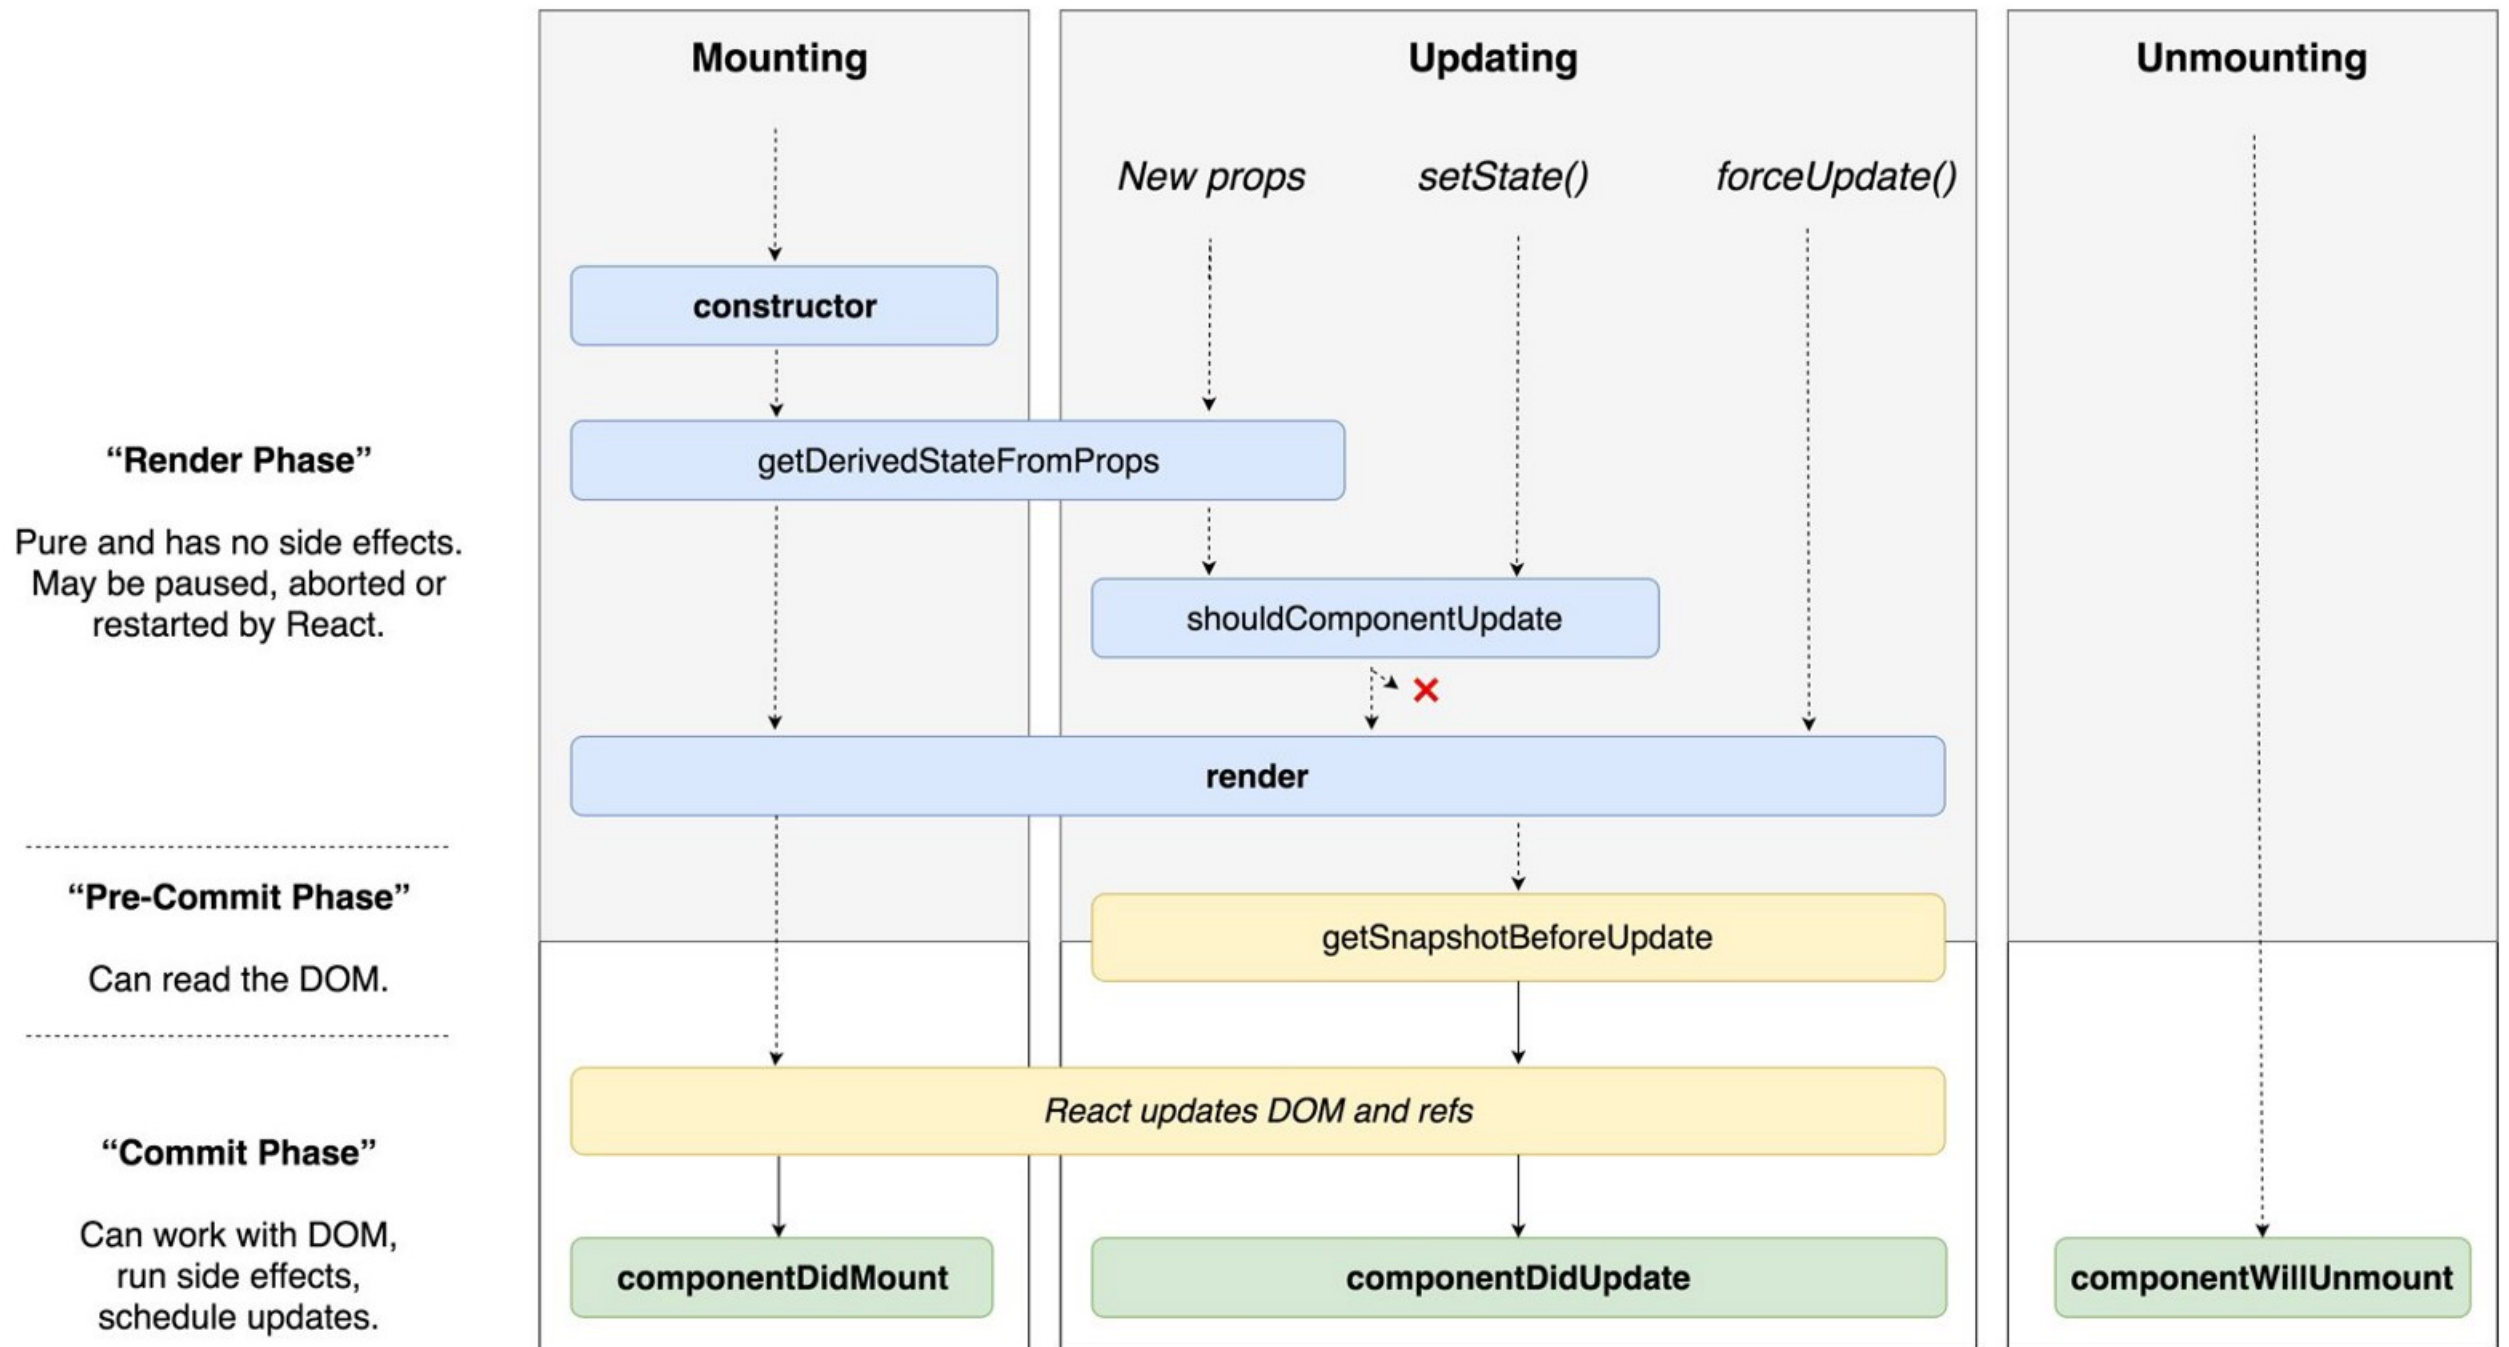 Mounting
Updating
Unmounting
New props
setState()
forceUpdate()
constructor
“Render Phase”
getDerivedStateFromProps
Pure and has no side effects.
May be paused, aborted or
restarted by React.
shouldComponentUpdate
render
“Pre-Commit Phase”
getSnapshotBeforeUpdate
Can read the DOM.
React updates DOM and refs
“Commit Phase”
Can work with DOM,
run side effects,
schedule updates.
componentDidMount
componentDidUpdate
componentWillUnmount